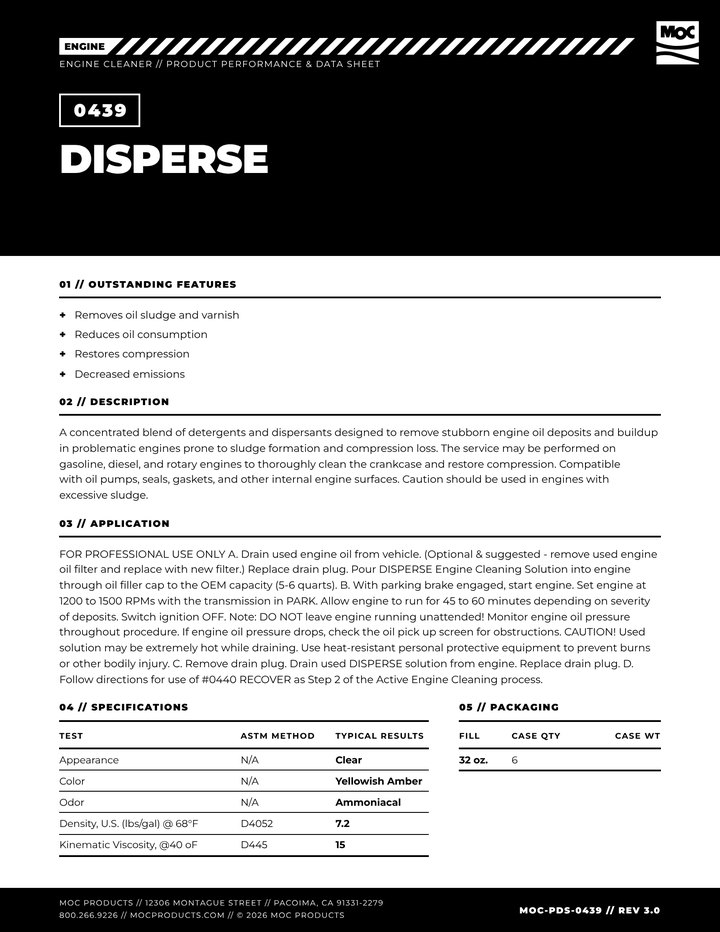 ENGINE
MOC
ENGINE CLEANER // PRODUCT PERFORMANCE & DATA SHEET
0439
DISPERSE
01 // OUTSTANDING FEATURES
+ Removes oil sludge and varnish
+ Reduces oil consumption
+ Restores compression
+ Decreased emissions
02 // DESCRIPTION
A concentrated blend of detergents and dispersants designed to remove stubborn engine oil deposits and buildup
in problematic engines prone to sludge formation and compression loss. The service may be performed on
gasoline, diesel, and rotary engines to thoroughly clean the crankcase and restore compression. Compatible
with oil pumps, seals, gaskets, and other internal engine surfaces. Caution should be used in engines with
excessive sludge.
03 // APPLICATION
FOR PROFESSIONAL USE ONLY A. Drain used engine oil from vehicle. (Optional & suggested - remove used engine
oil filter and replace with new filter.) Replace drain plug. Pour DISPERSE Engine Cleaning Solution into engine
through oil filler cap to the OEM capacity (5-6 quarts). B. With parking brake engaged, start engine. Set engine at
1200 to 1500 RPMs with the transmission in PARK. Allow engine to run for 45 to 60 minutes depending on severity
of deposits. Switch ignition OFF. Note: DO NOT leave engine running unattended! Monitor engine oil pressure
throughout procedure. If engine oil pressure drops, check the oil pick up screen for obstructions. CAUTION! Used
solution may be extremely hot while draining. Use heat-resistant personal protective equipment to prevent burns
or other bodily injury. C. Remove drain plug. Drain used DISPERSE solution from engine. Replace drain plug. D.
Follow directions for use of #0440 RECOVER as Step 2 of the Active Engine Cleaning process.
04 // SPECIFICATIONS
TEST ASTM METHOD TYPICAL RESULTS
Appearance N/A Clear
Color N/A Yellowish Amber
Odor N/A Ammoniacal
Density, U.S. (lbs/gal) @ 68°F D4052 7.2
Kinematic Viscosity, @40 oF D445 15
05 // PACKAGING
FILL CASE QTY CASE WT
32 oz. 6
MOC PRODUCTS // 12306 MONTAGUE STREET // PACOIMA, CA 91331-2279
800.266.9226 // MOCPRODUCTS.COM // © 2026 MOC PRODUCTS
MOC-PDS-0439 // REV 3.0